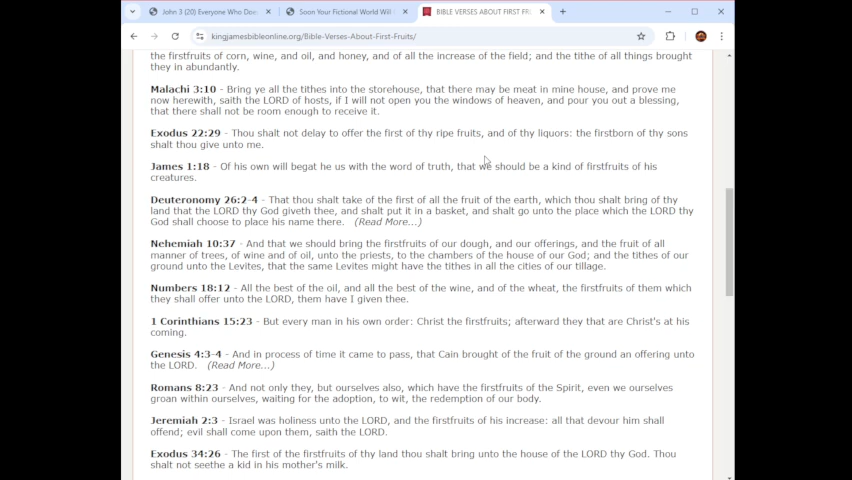 John 3 (20) Everyone Who Doe
Soon Your Fictional World Will
BIBLE VERSES ABOUT FIRST FR
kingjamesbibleonline.org/Bible-Verses-About-First-Fruits/
the firstfruits of corn, wine, and oil, and honey, and of all the increase of the field; and the tithe of all things brought
they in abundantly.
Malachi 3:10 - Bring ye all the tithes into the storehouse, that there may be meat in mine house, and prove me
now herewith, saith the LORD of hosts, if I will not open you the windows of heaven, and pour you out a blessing,
that there shall not be room enough to receive it.
Exodus 22:29 - Thou shalt not delay to offer the first of thy ripe fruits, and of thy liquors: the firstborn of thy sons
shalt thou give unto me.
James 1:18 - Of his own will begat he us with the word of truth, that we should be a kind of firstfruits of his
creatures.
Deuteronomy 26:2-4 - That thou shalt take of the first of all the fruit of the earth, which thou shalt bring of thy
land that the LORD thy God giveth thee, and shalt put it in a basket, and shalt go unto the place which the LORD thy
God shall choose to place his name there. (Read More...)
Nehemiah 10:37 - And that we should bring the firstfruits of our dough, and our offerings, and the fruit of all
manner of trees, of wine and of oil, unto the priests, to the chambers of the house of our God; and the tithes of our
ground unto the Levites, that the same Levites might have the tithes in all the cities of our tillage.
Numbers 18:12 - All the best of the oil, and all the best of the wine, and of the wheat, the firstfruits of them which
they shall offer unto the LORD, them have I given thee.
1 Corinthians 15:23 - But every man in his own order: Christ the firstfruits; afterward they that are Christ's at his
coming.
Genesis 4:3-4 - And in process of time it came to pass, that Cain brought of the fruit of the ground an offering unto
the LORD. (Read More...)
Romans 8:23 - And not only they, but ourselves also, which have the firstfruits of the Spirit, even we ourselves
groan within ourselves, waiting for the adoption, to wit, the redemption of our body.
Jeremiah 2:3 - Israel was holiness unto the LORD, and the firstfruits of his increase: all that devour him shall
offend; evil shall come upon them, saith the LORD.
Exodus 34:26 - The first of the firstfruits of thy land thou shalt bring unto the house of the LORD thy God. Thou
shalt not seethe a kid in his mother's milk.